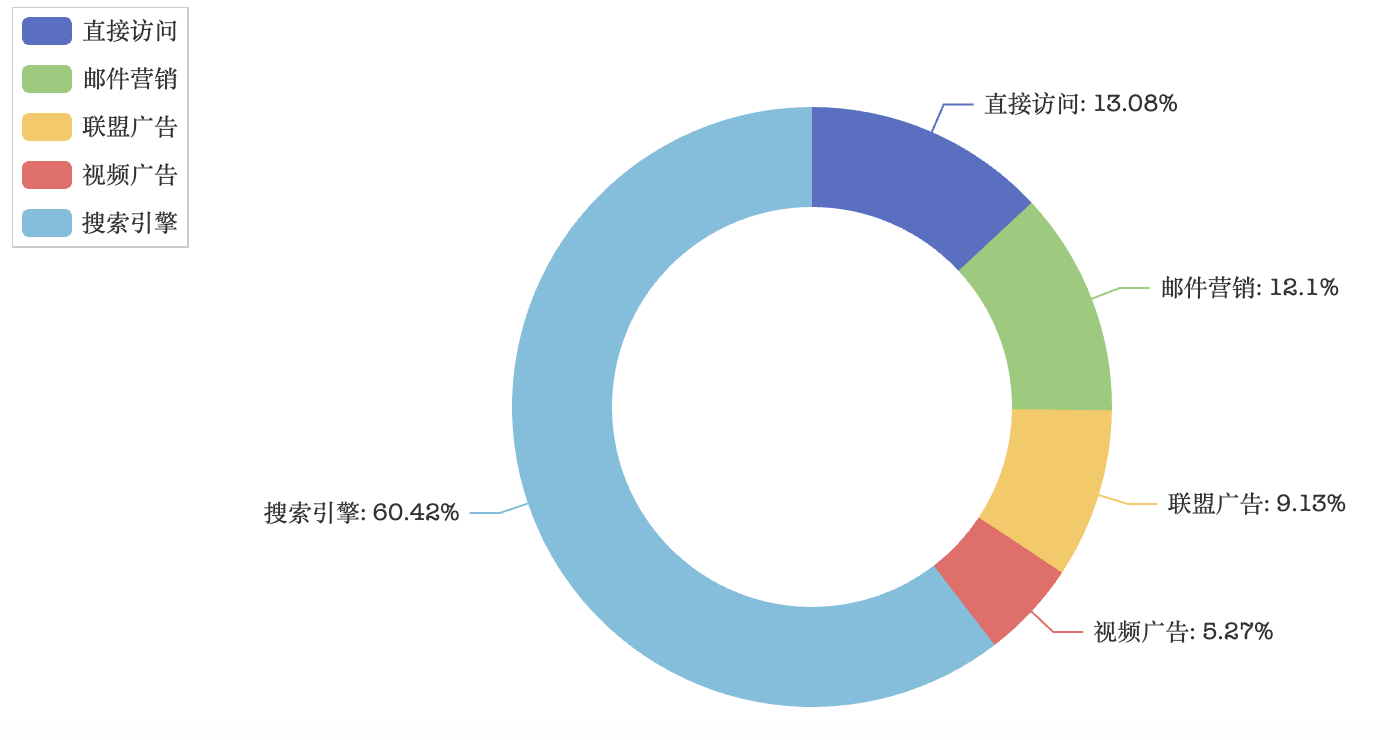 直接访问
邮件营销
联盟广告
视频广告
搜索引擎
直接访问: 13.08%
邮件营销: 12.1%
联盟广告: 9.13%
搜索引擎: 60.42%
视频广告: 5.27%